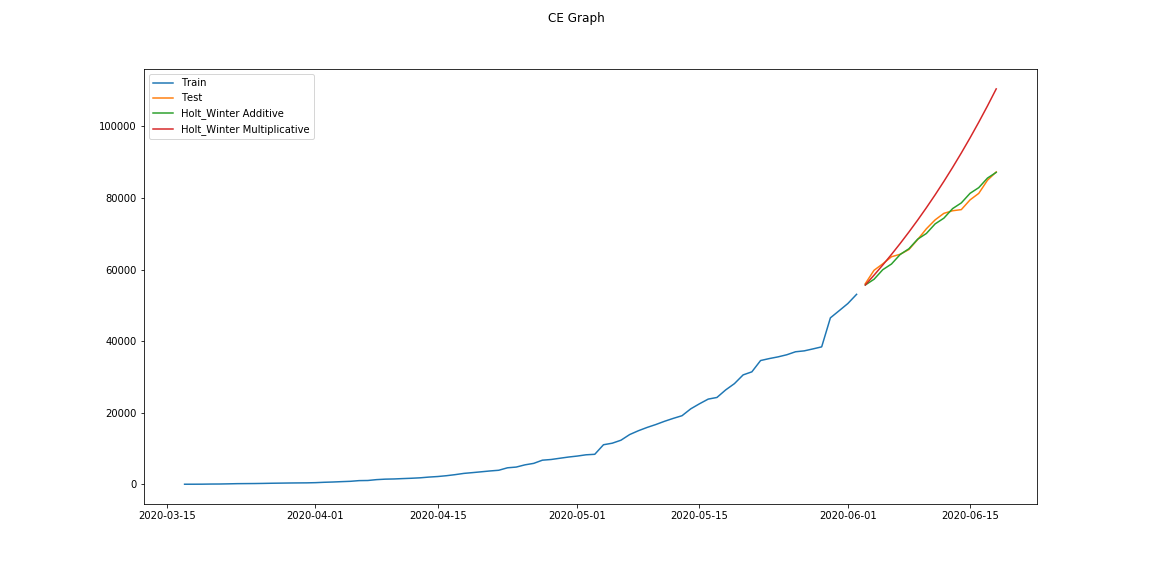 CE Graph
Train
Test
Holt_Winter Additive
Holt_Winter Multiplicative
100000
80000
60000
40000
20000
0
2020-03-15 2020-04-01 2020-04-15 2020-05-01 2020-05-15 2020-06-01 2020-06-15